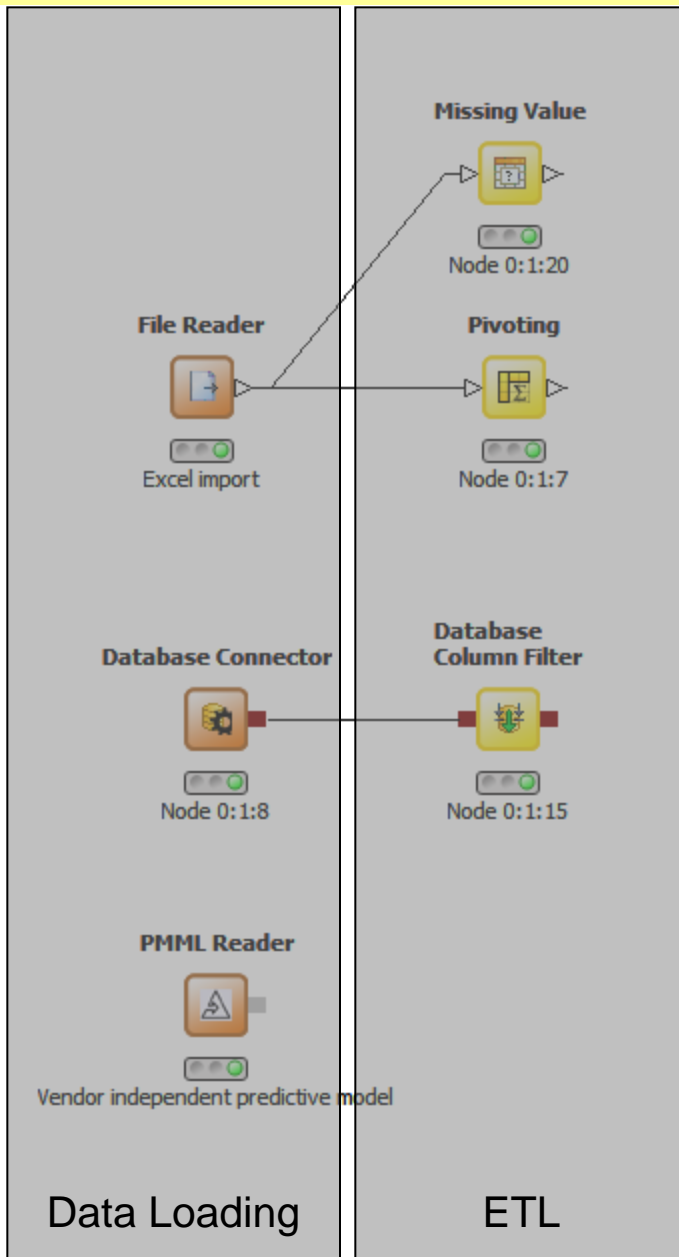 Missing Value
Node 0:1:20
File Reader
Pivoting
Excel import
Node 0:1:7
Database Connector
Database
Column Filter
Node 0:1:8
Node 0:1:15
PMML Reader
Vendor independent predictive model
Data Loading
ETL